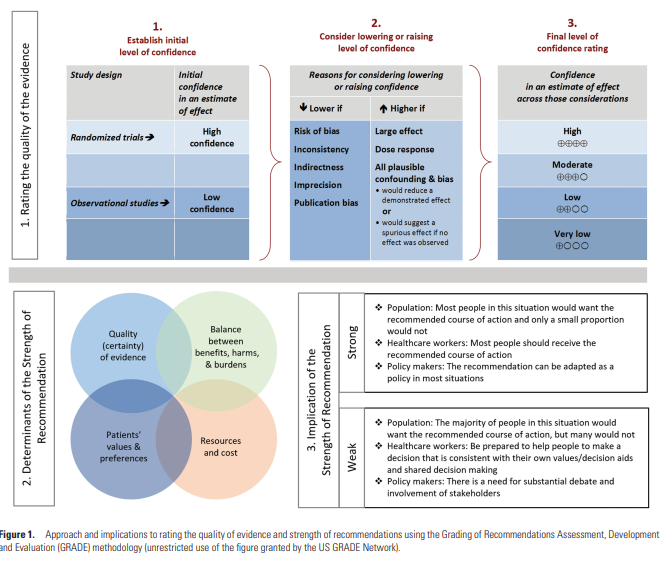 1. Rating the quality of the evidence
1.
Establish initial
level of confidence
Study design
Initial
confidence
in an estimate
of effect
Randomized trials ➔
High
confidence
Observational studies ➔
Low
confidence
2.
Consider lowering or raising
level of confidence
Reasons for considering lowering
or raising confidence
🡻 Lower if
🡹 Higher if
Risk of bias
Inconsistency
Indirectness
Imprecision
Publication bias
Large effect
Dose response
All plausible
confounding & bias
• would reduce a
demonstrated effect
or
• would suggest a
spurious effect if no
effect was observed
3.
Final level of
confidence rating
Confidence
in an estimate of effect
across those considerations
High
⊕⊕⊕⊕
Moderate
⊕⊕⊕○
Low
⊕⊕○○
Very low
⊕○○○
2. Determinants of the Strength of
Recommendation
Quality
(certainty)
of evidence
Balance
between
benefits, harms,
& burdens
Patients'
values &
preferences
Resources
and cost
3. Implication of the
Strength of Recommendation
Strong
❖ Population: Most people in this situation would want the
recommended course of action and only a small proportion
would not
❖ Healthcare workers: Most people should receive the
recommended course of action
❖ Policy makers: The recommendation can be adapted as a
policy in most situations
Weak
❖ Population: The majority of people in this situation would
want the recommended course of action, but many would not
❖ Healthcare workers: Be prepared to help people to make a
decision that is consistent with their own values/decision aids
and shared decision making
❖ Policy makers: There is a need for substantial debate and
involvement of stakeholders
Figure 1. Approach and implications to rating the quality of evidence and strength of recommendations using the Grading of Recommendations Assessment, Development
and Evaluation (GRADE) methodology (unrestricted use of the figure granted by the US GRADE Network).